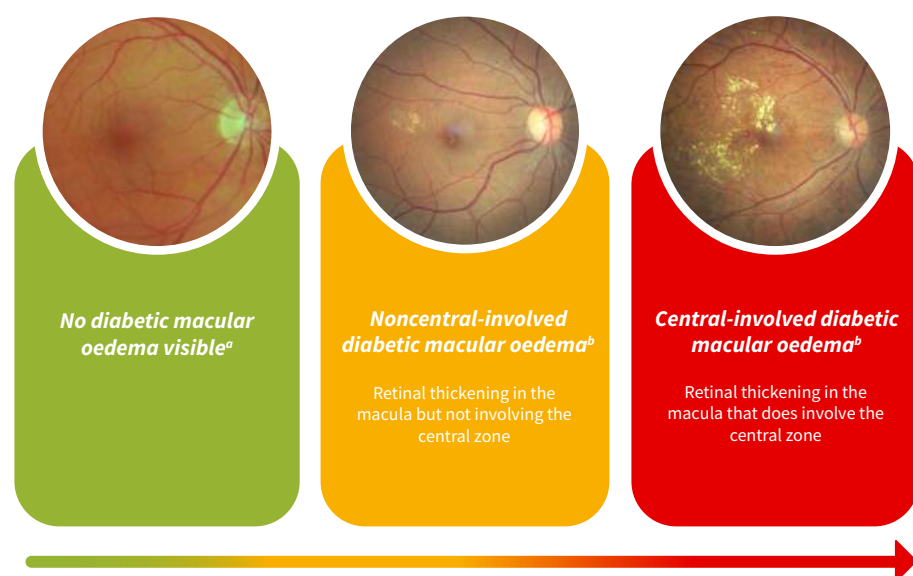 No diabetic macular
oedema visibleᵃ
Noncentral-involved
diabetic macular oedemaᵇ
Retinal thickening in the
macula but not involving the
central zone
Central-involved diabetic
macular oedemaᵇ
Retinal thickening in the
macula that does involve the
central zone